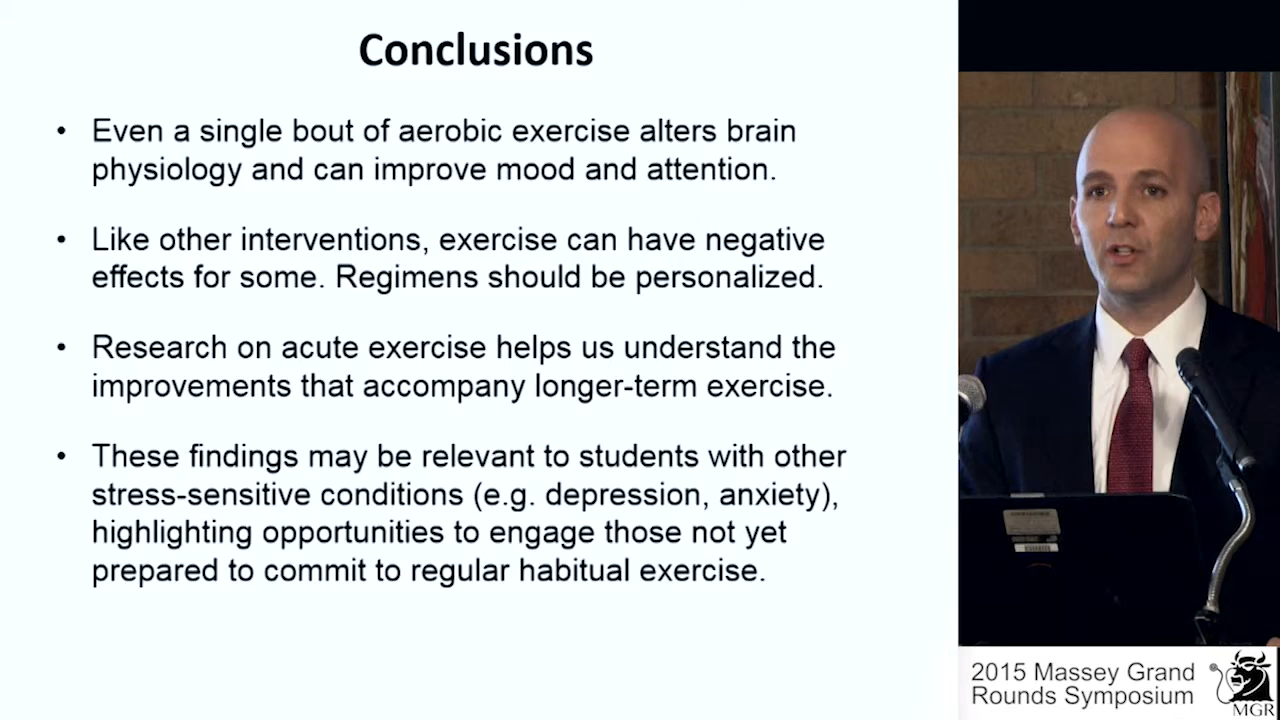 Conclusions
• Even a single bout of aerobic exercise alters brain
physiology and can improve mood and attention.
• Like other interventions, exercise can have negative
effects for some. Regimens should be personalized.
• Research on acute exercise helps us understand the
improvements that accompany longer-term exercise.
• These findings may be relevant to students with other
stress-sensitive conditions (e.g. depression, anxiety),
highlighting opportunities to engage those not yet
prepared to commit to regular habitual exercise.
2015 Massey Grand
Rounds Symposium
MGR